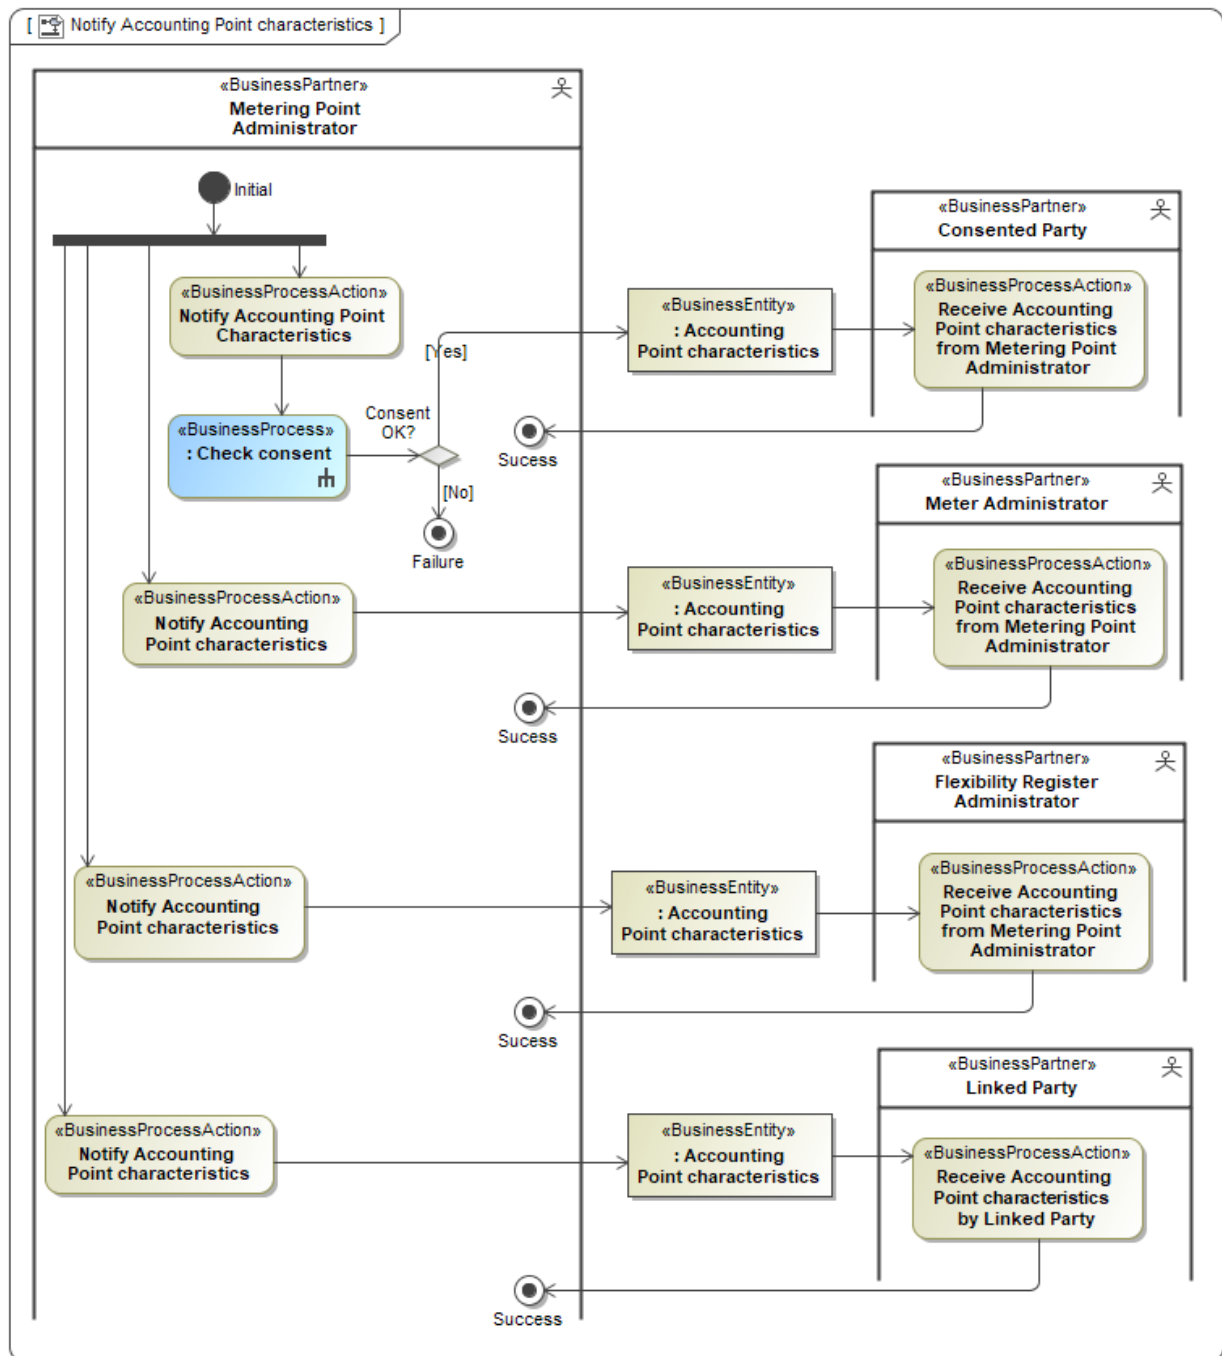 [ Notify Accounting Point characteristics ]
«BusinessPartner»
Metering Point
Administrator
Initial
«BusinessPartner»
Consented Party
«BusinessProcessAction»
Notify Accounting Point
Characteristics
«BusinessEntity»
: Accounting
Point characteristics
«BusinessProcessAction»
Receive Accounting
Point characteristics
from Metering Point
Administrator
[Yes]
Consent
OK?
«BusinessProcess»
: Check consent
Sucess
[No]
Failure
«BusinessPartner»
Meter Administrator
«BusinessProcessAction»
Notify Accounting
Point characteristics
«BusinessEntity»
: Accounting
Point characteristics
«BusinessProcessAction»
Receive Accounting
Point characteristics
from Metering Point
Administrator
Sucess
«BusinessPartner»
Flexibility Register
Administrator
«BusinessProcessAction»
Notify Accounting
Point characteristics
«BusinessEntity»
: Accounting
Point characteristics
«BusinessProcessAction»
Receive Accounting
Point characteristics
from Metering Point
Administrator
Sucess
«BusinessPartner»
Linked Party
«BusinessProcessAction»
Notify Accounting
Point characteristics
«BusinessEntity»
: Accounting
Point characteristics
«BusinessProcessAction»
Receive Accounting
Point characteristics
by Linked Party
Success